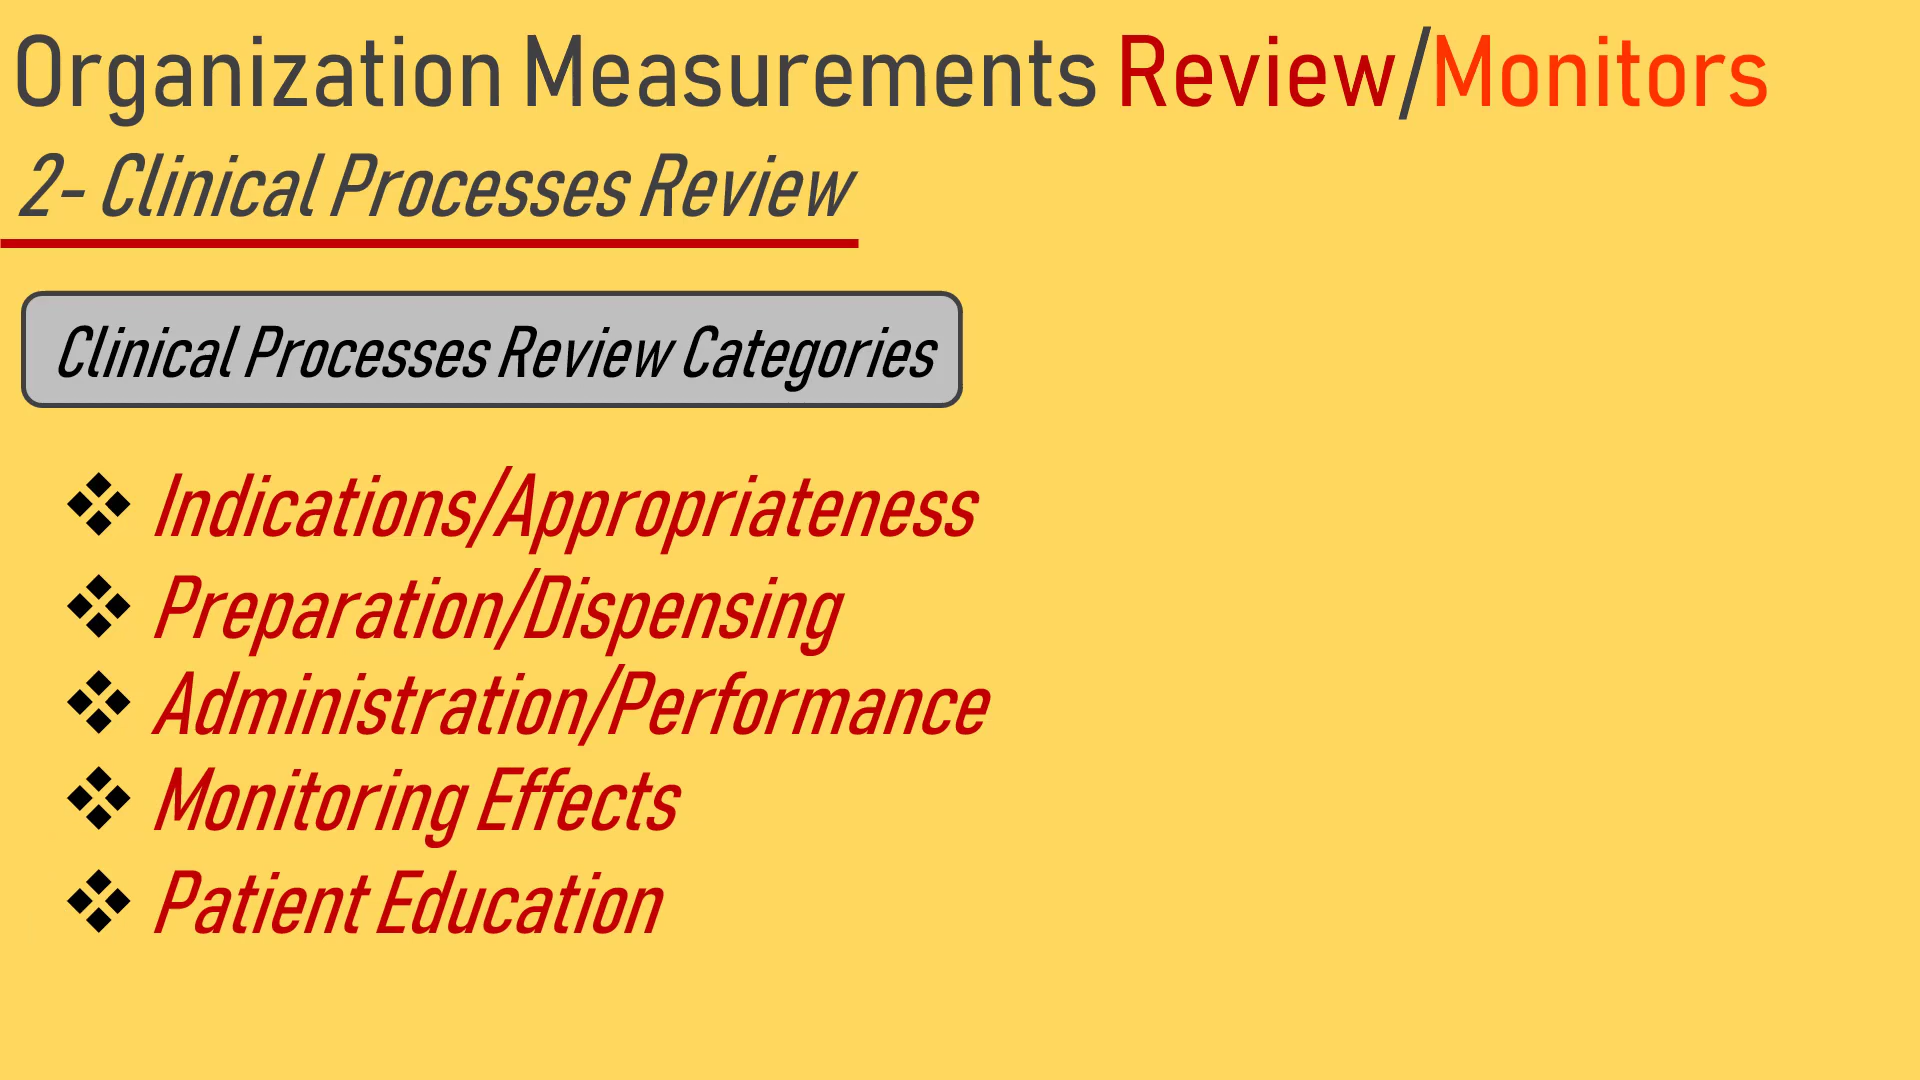 Organization Measurements Review/Monitors
2- Clinical Processes Review
Clinical Processes Review Categories
❖ Indications/Appropriateness
❖ Preparation/Dispensing
❖ Administration/Performance
❖ Monitoring Effects
❖ Patient Education